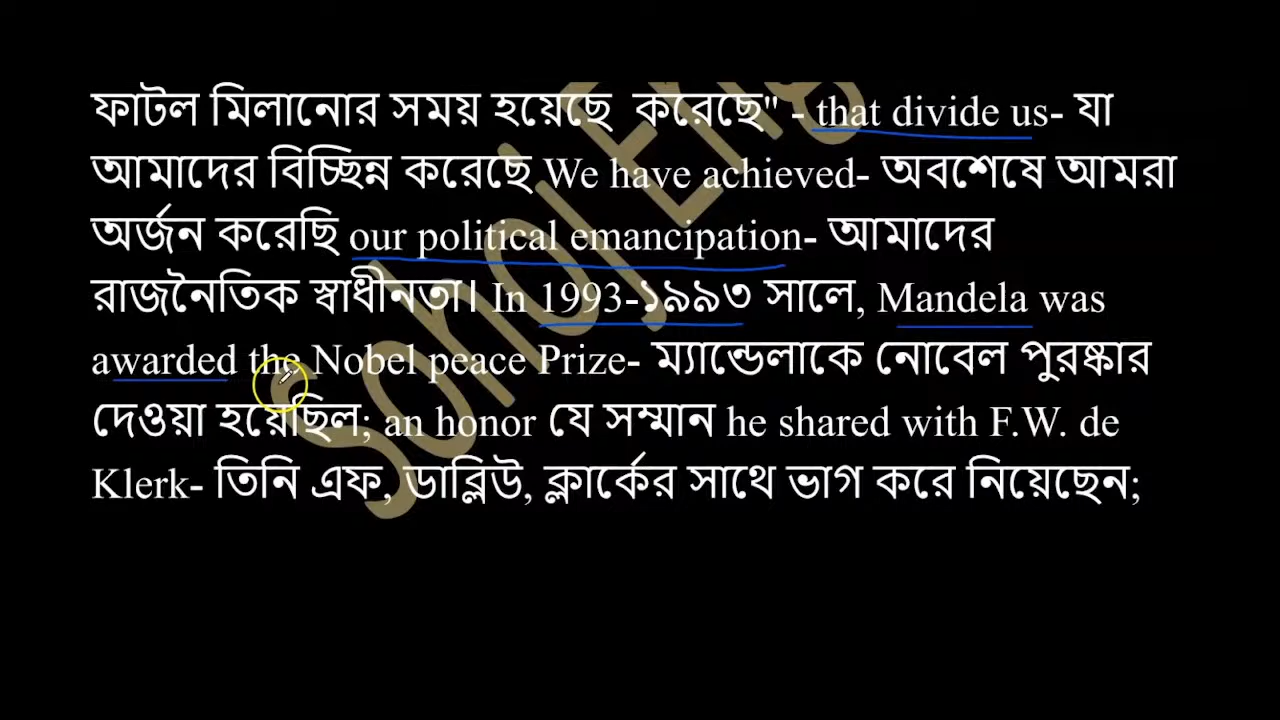 ফাটল মিলানোর সময় হয়েছে করেছে" - that divide us- যা
আমাদের বিচ্ছিন্ন করেছে We have achieved- অবশেষে আমরা
অর্জন করেছি our political emancipation- আমাদের
রাজনৈতিক স্বাধীনতা। In 1993-১৯৯৩ সালে, Mandela was
awarded the Nobel peace Prize- ম্যান্ডেলাকে নোবেল পুরষ্কার
দেওয়া হয়েছিল; an honor যে সম্মান he shared with F.W. de
Klerk- তিনি এফ, ডাব্লিউ, ক্লার্কের সাথে ভাগ করে নিয়েছেন;
Sohoj Eng